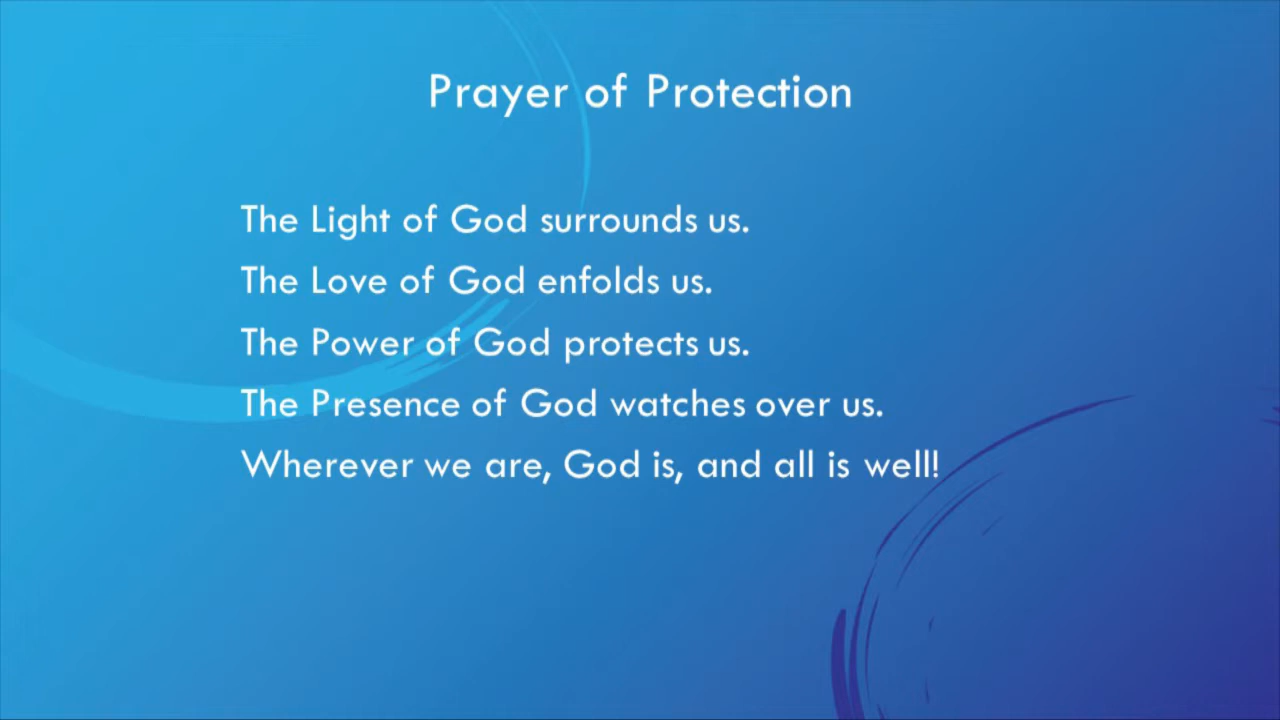 Prayer of Protection
The Light of God surrounds us.
The Love of God enfolds us.
The Power of God protects us.
The Presence of God watches over us.
Wherever we are, God is, and all is well!